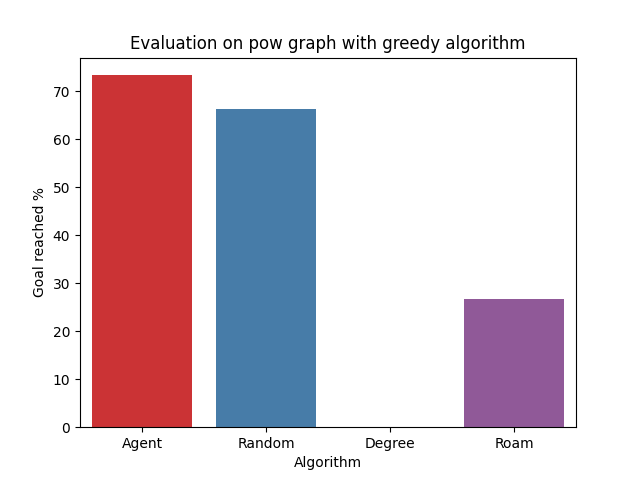 Evaluation on pow graph with greedy algorithm
Goal reached %
70
60
50
40
30
20
10
0
Agent Random Degree Roam
Algorithm